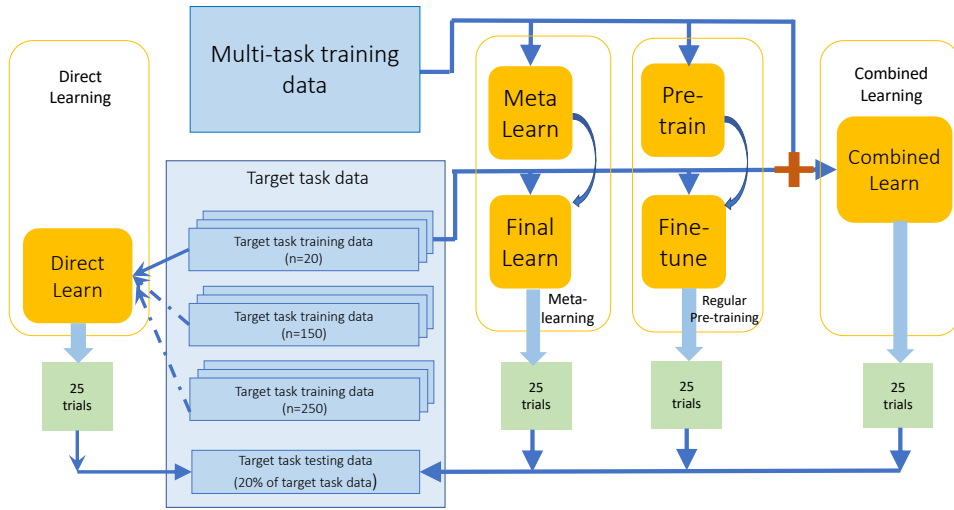 Direct
Learning
Multi-task training
data
Meta
Learn
Pre-
train
Combined
Learning
Combined
Learn
Target task data
Target task training data
(n=20)
Direct
Learn
Final
Learn
Fine-
tune
Target task training data
(n=150)
Meta-
learning
Regular
Pre-training
Target task training data
(n=250)
25
trials
25
trials
25
trials
25
trials
Target task testing data
(20% of target task data)